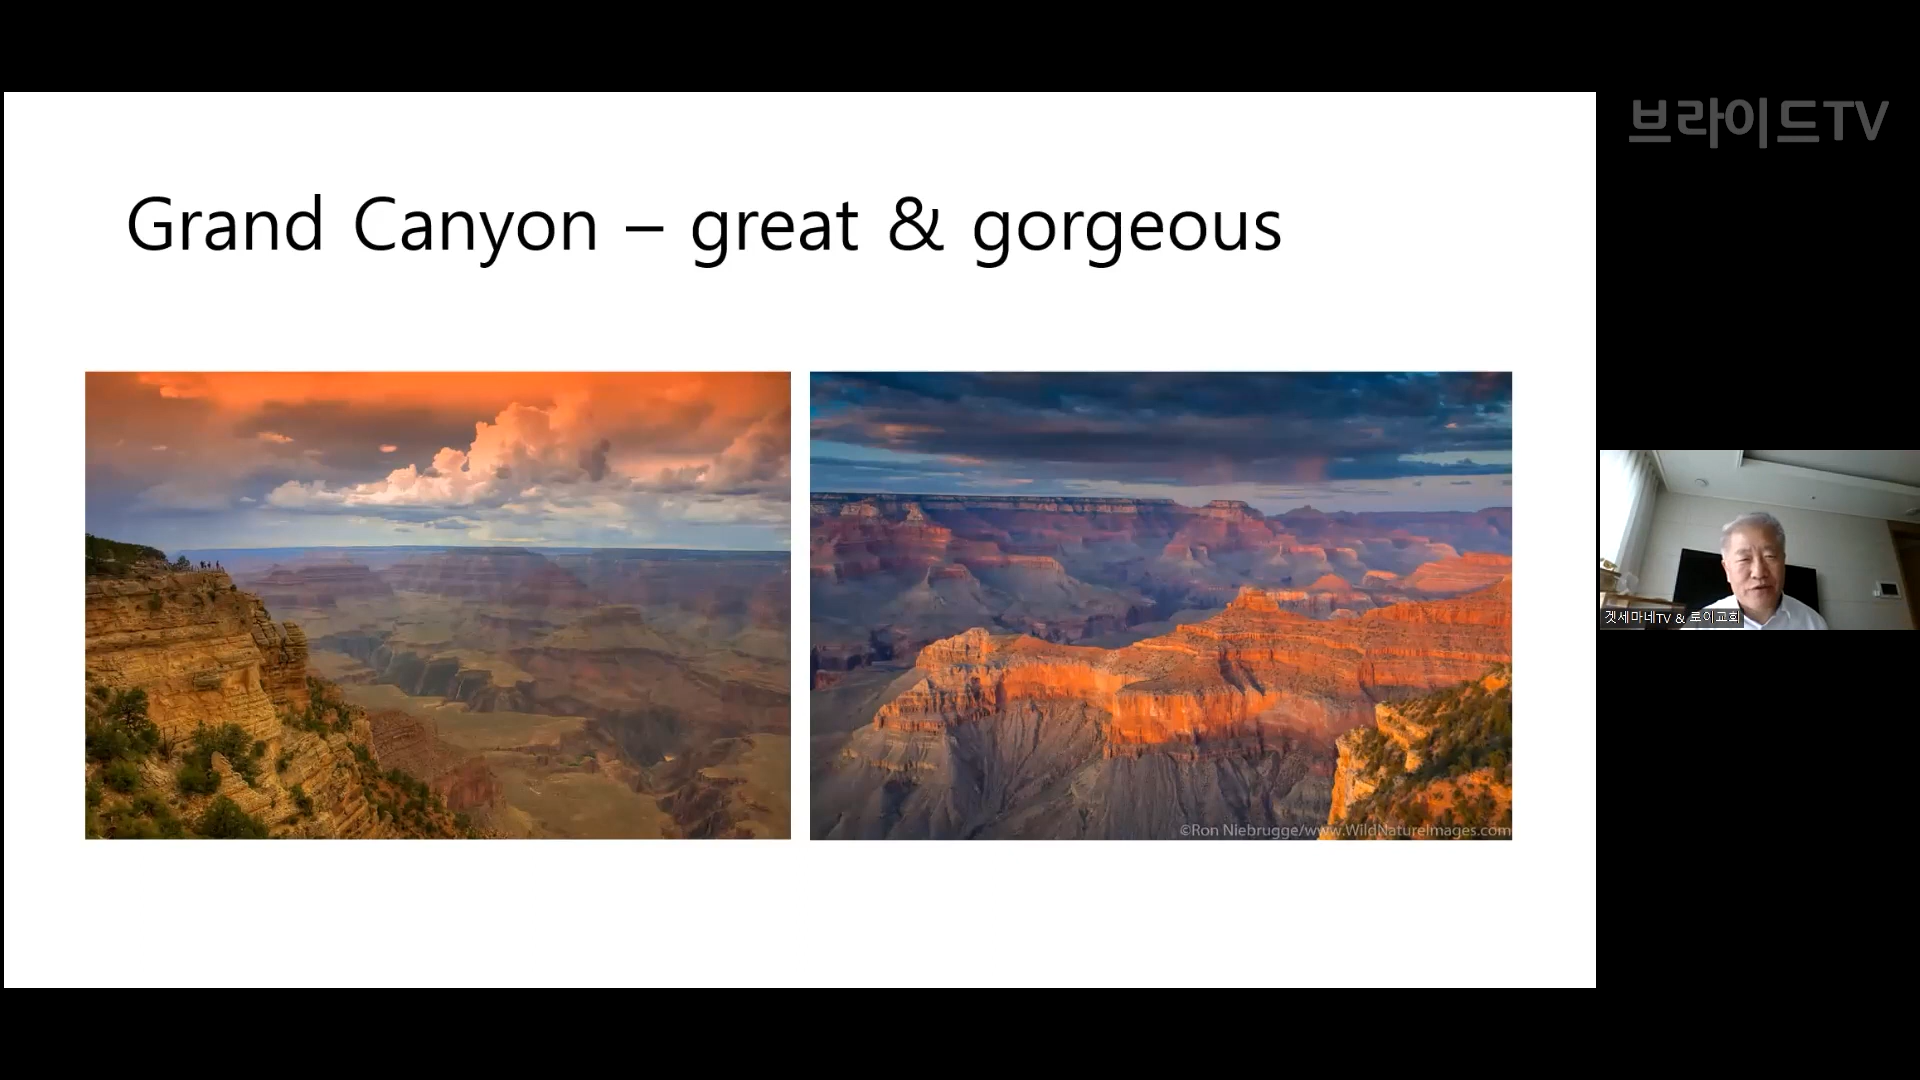 브라이드TV
Grand Canyon – great & gorgeous
©Ron Niebrugge/www.WildNatureImages.com
겟세마네TV & 로이교회